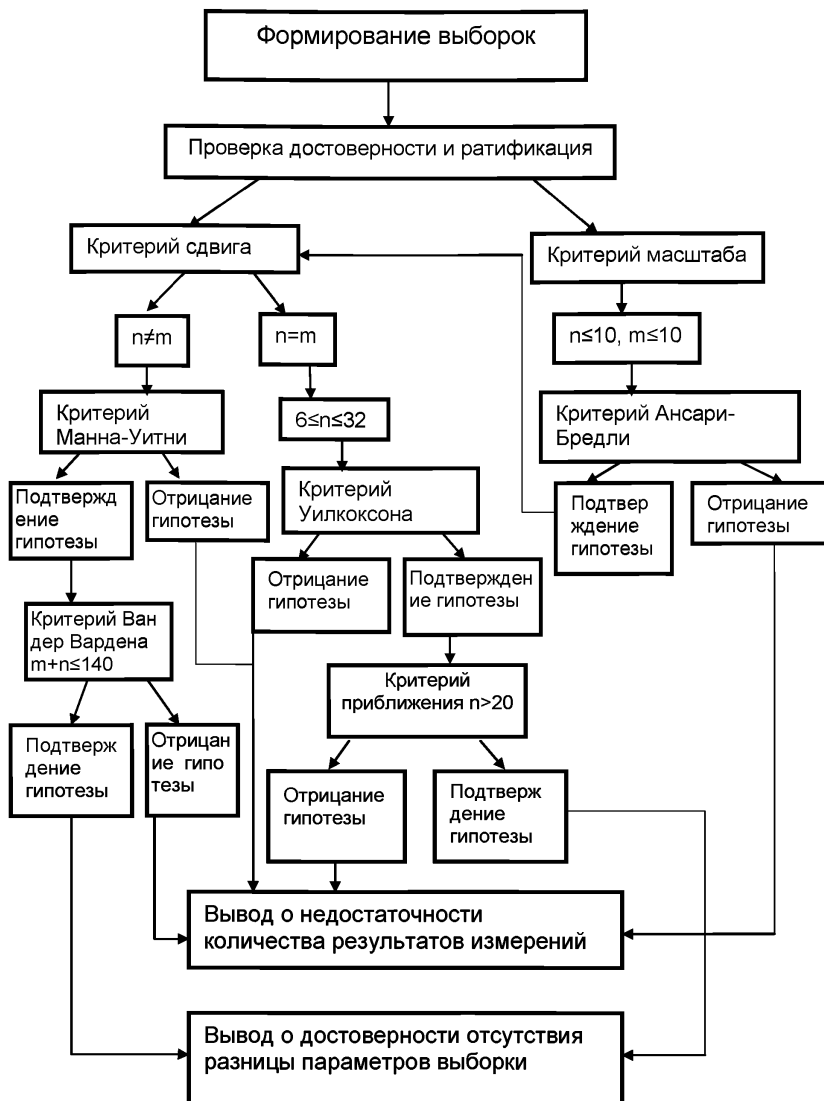 Формирование выборок
Проверка достоверности и ратификация
Критерий сдвига
Критерий масштаба
n≠m
n=m
n≤10, m≤10
Критерий
Манна-Уитни
6≤n≤32
Критерий Ансари-
Бредли
Подтвержд
ение
гипотезы
Отрицание
гипотезы
Критерий
Уилкоксона
Подтвер
ждение
гипотезы
Отрицание
гипотезы
Отрицание
гипотезы
Подтвержден
ие гипотезы
Критерий Ван
дер Вардена
m+n≤140
Критерий
приближения n>20
Подтверж
дение
гипотезы
Отрицан
ие гипо
тезы
Отрицание
гипотезы
Подтверж
дение
гипотезы
Вывод о недостаточности
количества результатов измерений
Вывод о достоверности отсутствия
разницы параметров выборки